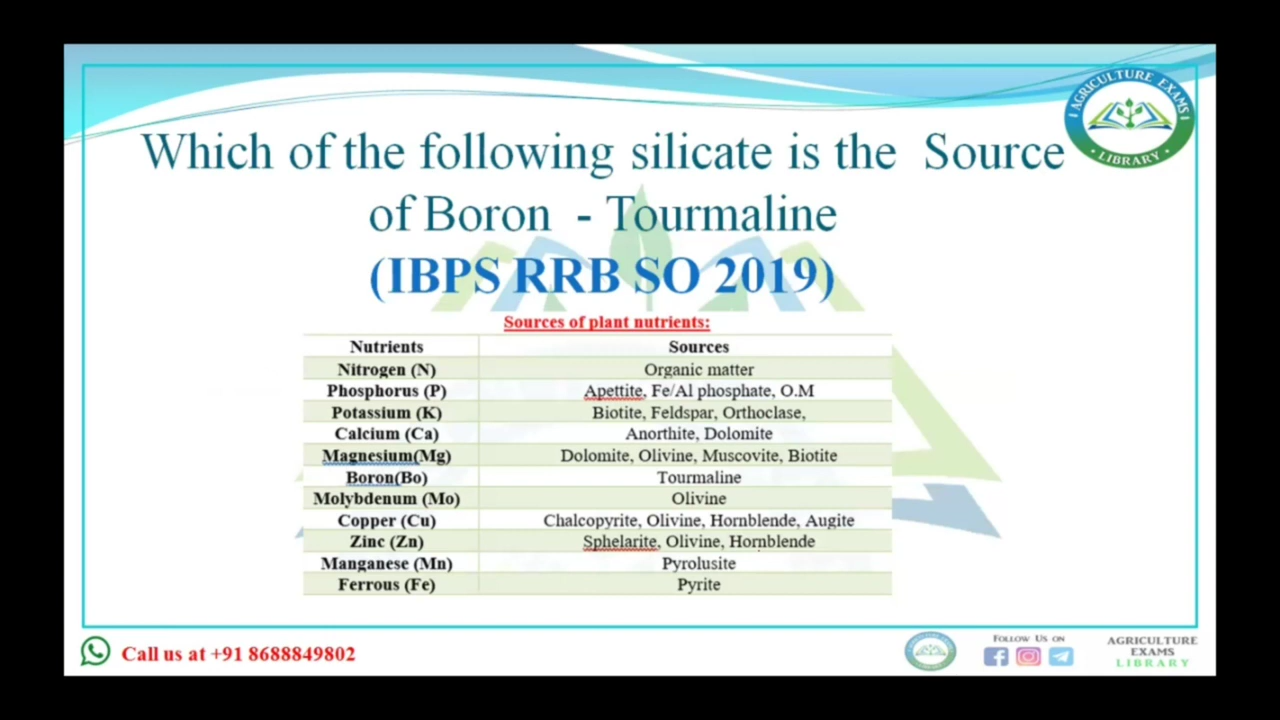 AGRICULTURE EXAMS
LIBRARY
Which of the following silicate is the Source
of Boron - Tourmaline
(IBPS RRB SO 2019)
Sources of plant nutrients:
Nutrients Sources
Nitrogen (N) Organic matter
Phosphorus (P) Apettite, Fe/Al phosphate, O.M
Potassium (K) Biotite, Feldspar, Orthoclase,
Calcium (Ca) Anorthite, Dolomite
Magnesium(Mg) Dolomite, Olivine, Muscovite, Biotite
Boron(Bo) Tourmaline
Molybdenum (Mo) Olivine
Copper (Cu) Chalcopyrite, Olivine, Hornblende, Augite
Zinc (Zn) Sphelarite, Olivine, Hornblende
Manganese (Mn) Pyrolusite
Ferrous (Fe) Pyrite
Call us at +91 8688849802
FOLLOW US ON
AGRICULTURE
EXAMS
LIBRARY